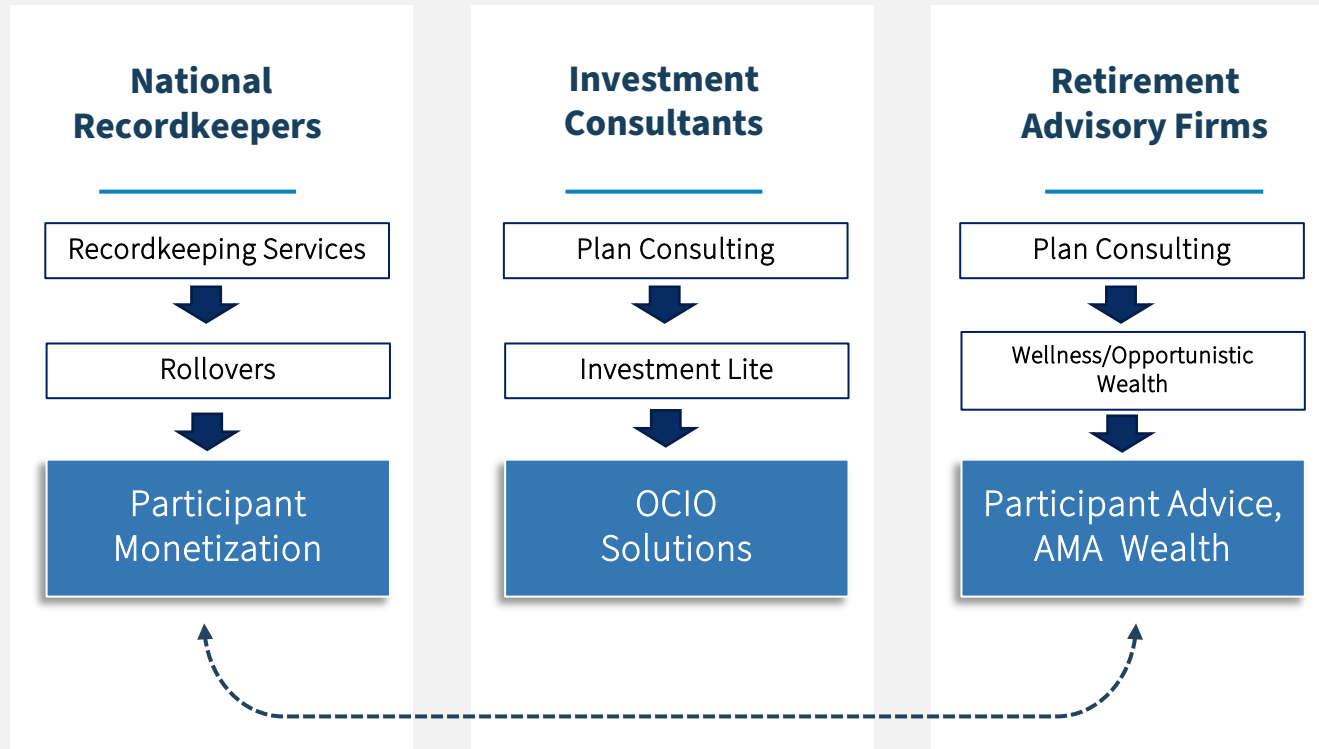 National
Recordkeepers
Recordkeeping Services
Rollovers
Participant
Monetization
Investment
Consultants
Plan Consulting
Investment Lite
OCIO
Solutions
Retirement
Advisory Firms
Plan Consulting
Wellness/Opportunistic
Wealth
Participant Advice,
AMA  Wealth